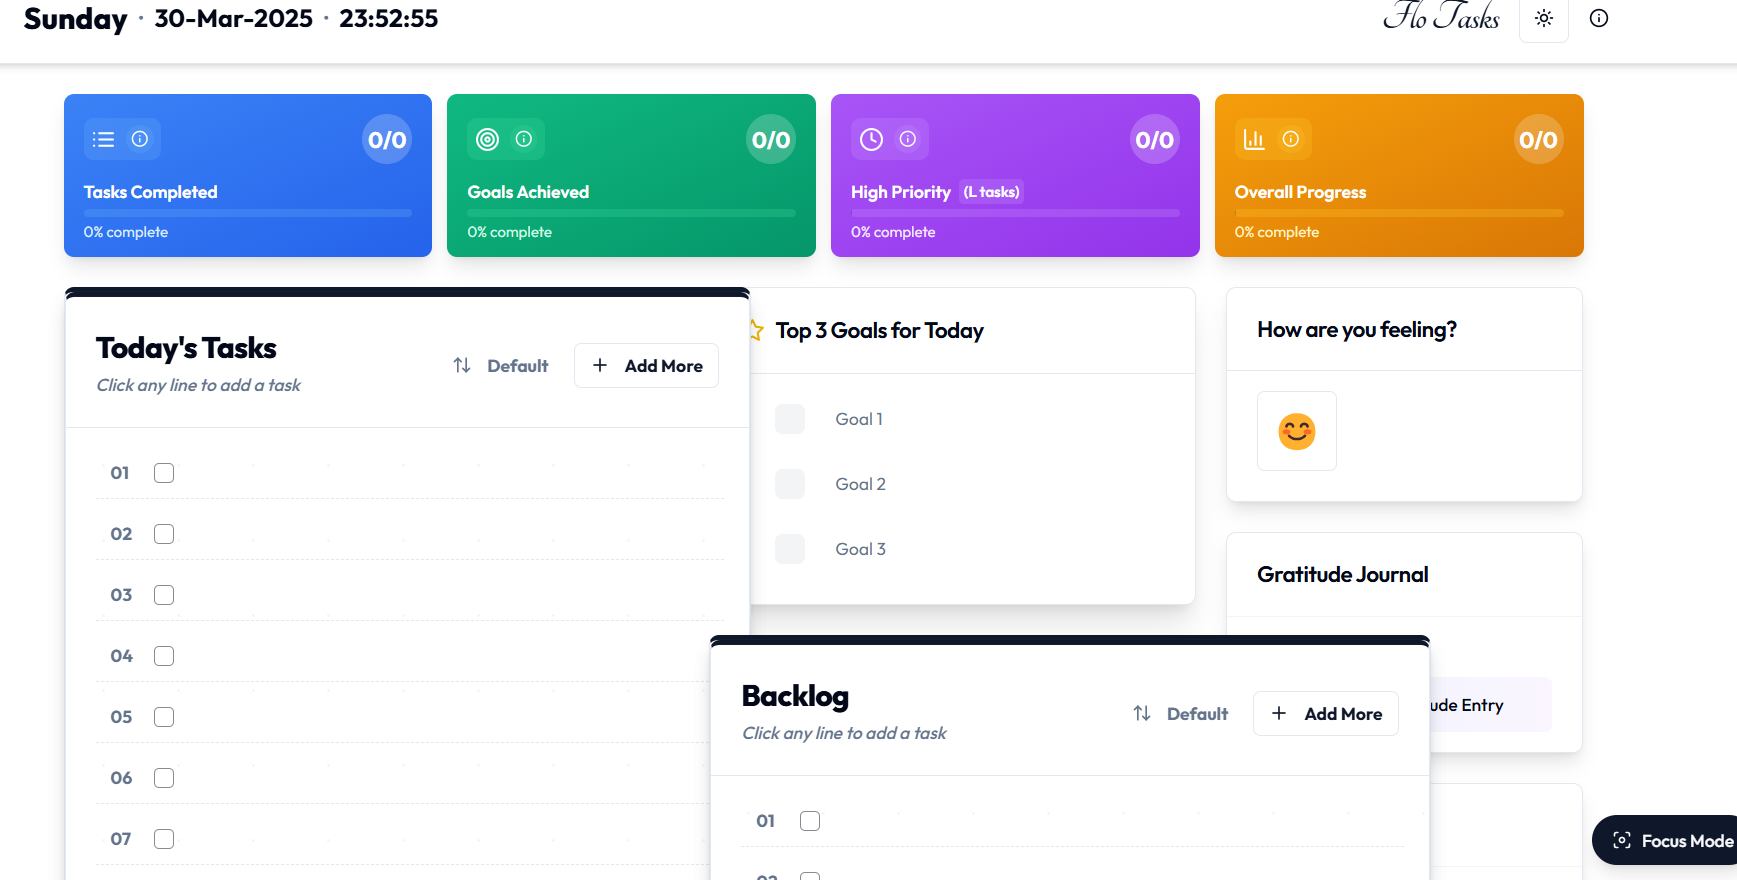 Sunday · 30-Mar-2025 · 23:52:55
Flo Tasks
0/0
Tasks Completed
0% complete
0/0
Goals Achieved
0% complete
0/0
High Priority (L tasks)
0% complete
0/0
Overall Progress
0% complete
Today's Tasks
Click any line to add a task
Default
Add More
01
02
03
04
05
06
07
Top 3 Goals for Today
Goal 1
Goal 2
Goal 3
How are you feeling?
Gratitude Journal
ude Entry
Backlog
Click any line to add a task
Default
Add More
01
Focus Mode